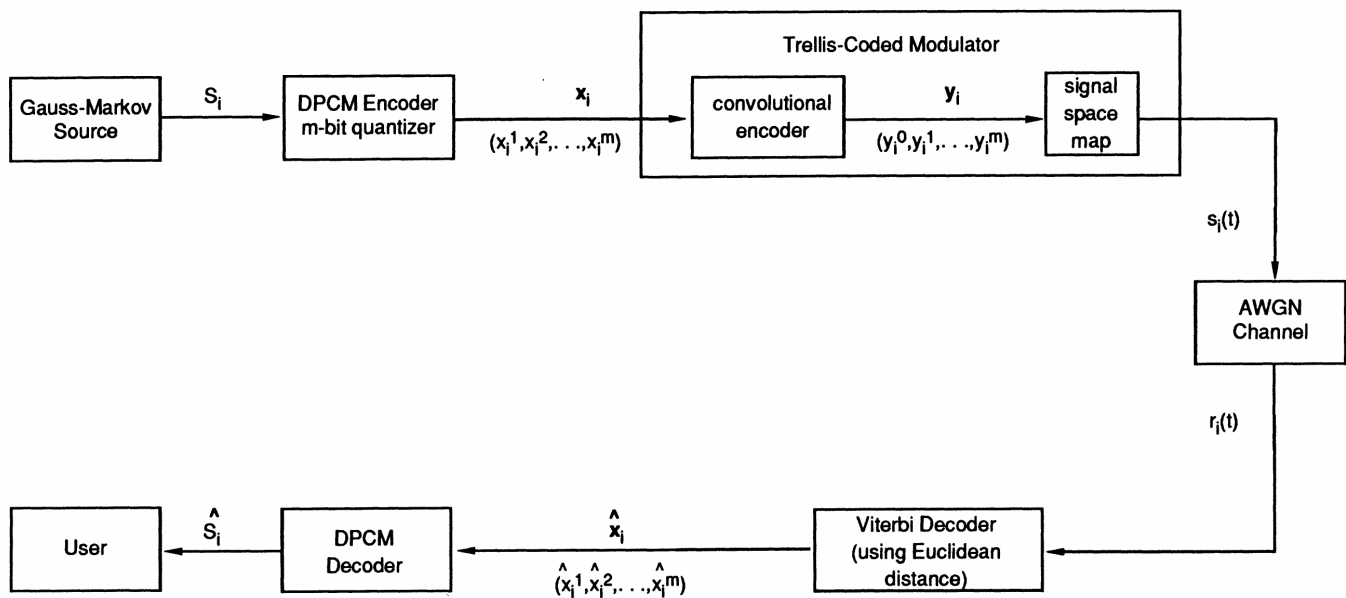 Trellis-Coded Modulator
Gauss-Markov
Source
S_i
DPCM Encoder
m-bit quantizer
x_i
(x_i^1,x_i^2,. . .,x_i^m)
convolutional
encoder
y_i
(y_i^0,y_i^1,. . .,y_i^m)
signal
space
map
s_i(t)
AWGN
Channel
r_i(t)
User
Ŝ_i
DPCM
Decoder
x̂_i
(x̂_i^1,x̂_i^2,. . .,x̂_i^m)
Viterbi Decoder
(using Euclidean
distance)